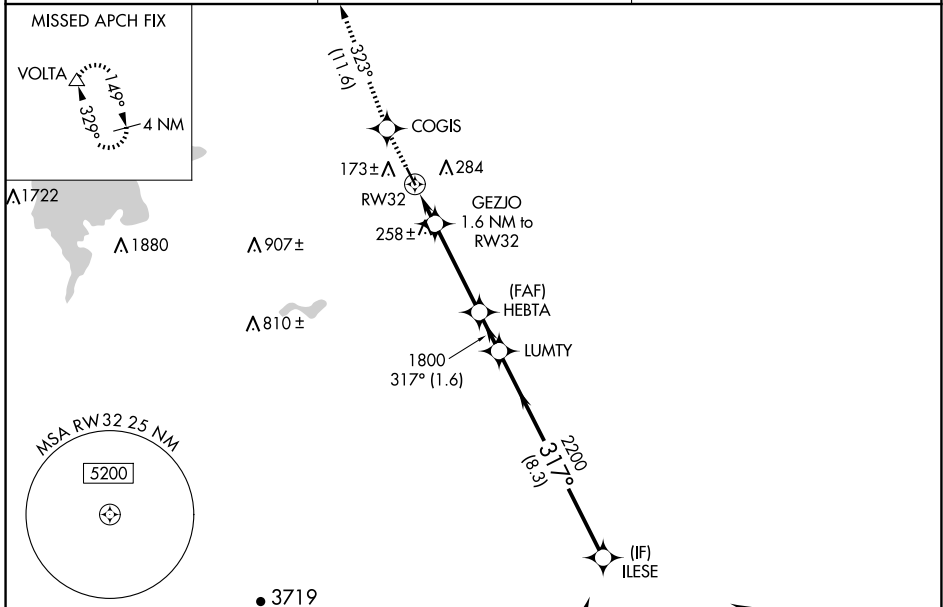 MISSED APCH FIX
VOLTA
149°
329°
4 NM
323°
(11.6)
COGIS
173±
284
RW32
GEZJO
1.6 NM to
RW32
258±
1722
1880
907±
(FAF)
HEBTA
810±
LUMTY
1800
317° (1.6)
MSA RW32 25 NM
5200
2200
317°
(8.3)
(IF)
ILESE
3719